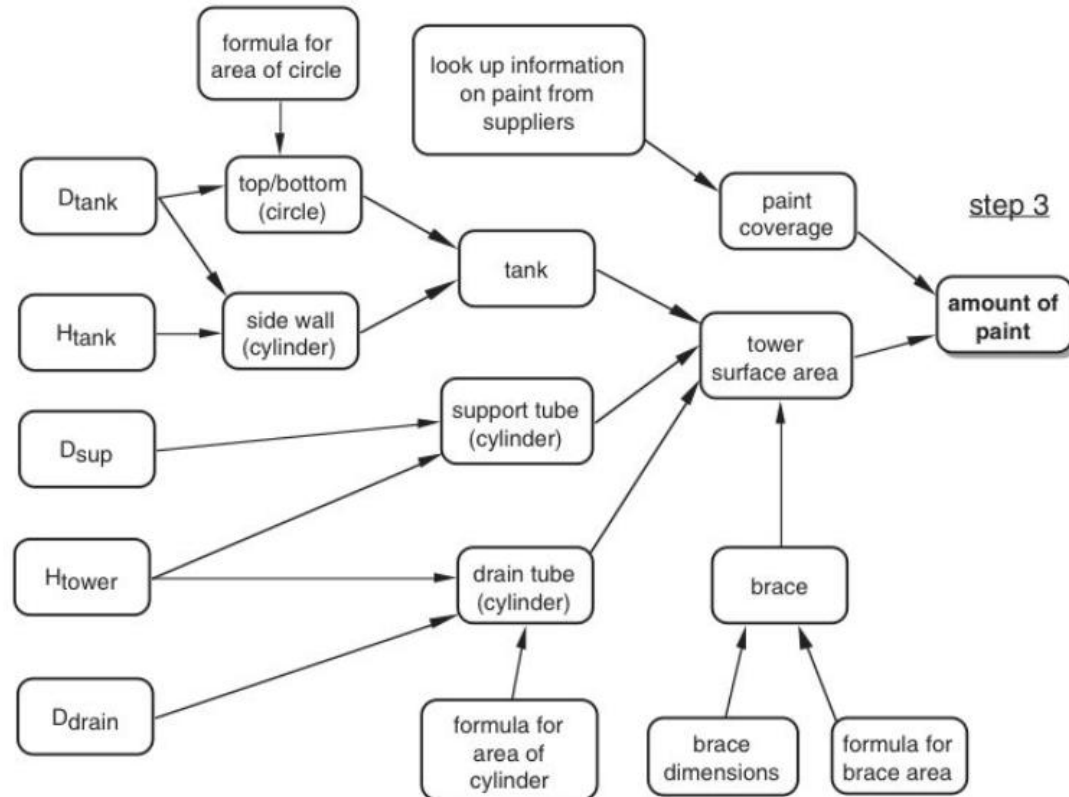 formula for
area of circle
look up information
on paint from
suppliers
Dtank
top/bottom
(circle)
paint
coverage
step 3
tank
amount of
paint
Htank
side wall
(cylinder)
tower
surface area
Dsup
support tube
(cylinder)
Htower
drain tube
(cylinder)
brace
Ddrain
formula for
area of
cylinder
brace
dimensions
formula for
brace area